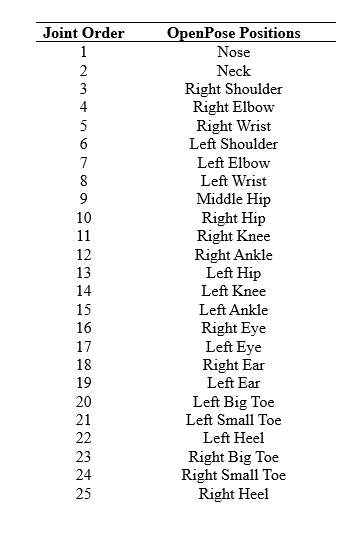 Joint Order OpenPose Positions
1 Nose
2 Neck
3 Right Shoulder
4 Right Elbow
5 Right Wrist
6 Left Shoulder
7 Left Elbow
8 Left Wrist
9 Middle Hip
10 Right Hip
11 Right Knee
12 Right Ankle
13 Left Hip
14 Left Knee
15 Left Ankle
16 Right Eye
17 Left Eye
18 Right Ear
19 Left Ear
20 Left Big Toe
21 Left Small Toe
22 Left Heel
23 Right Big Toe
24 Right Small Toe
25 Right Heel